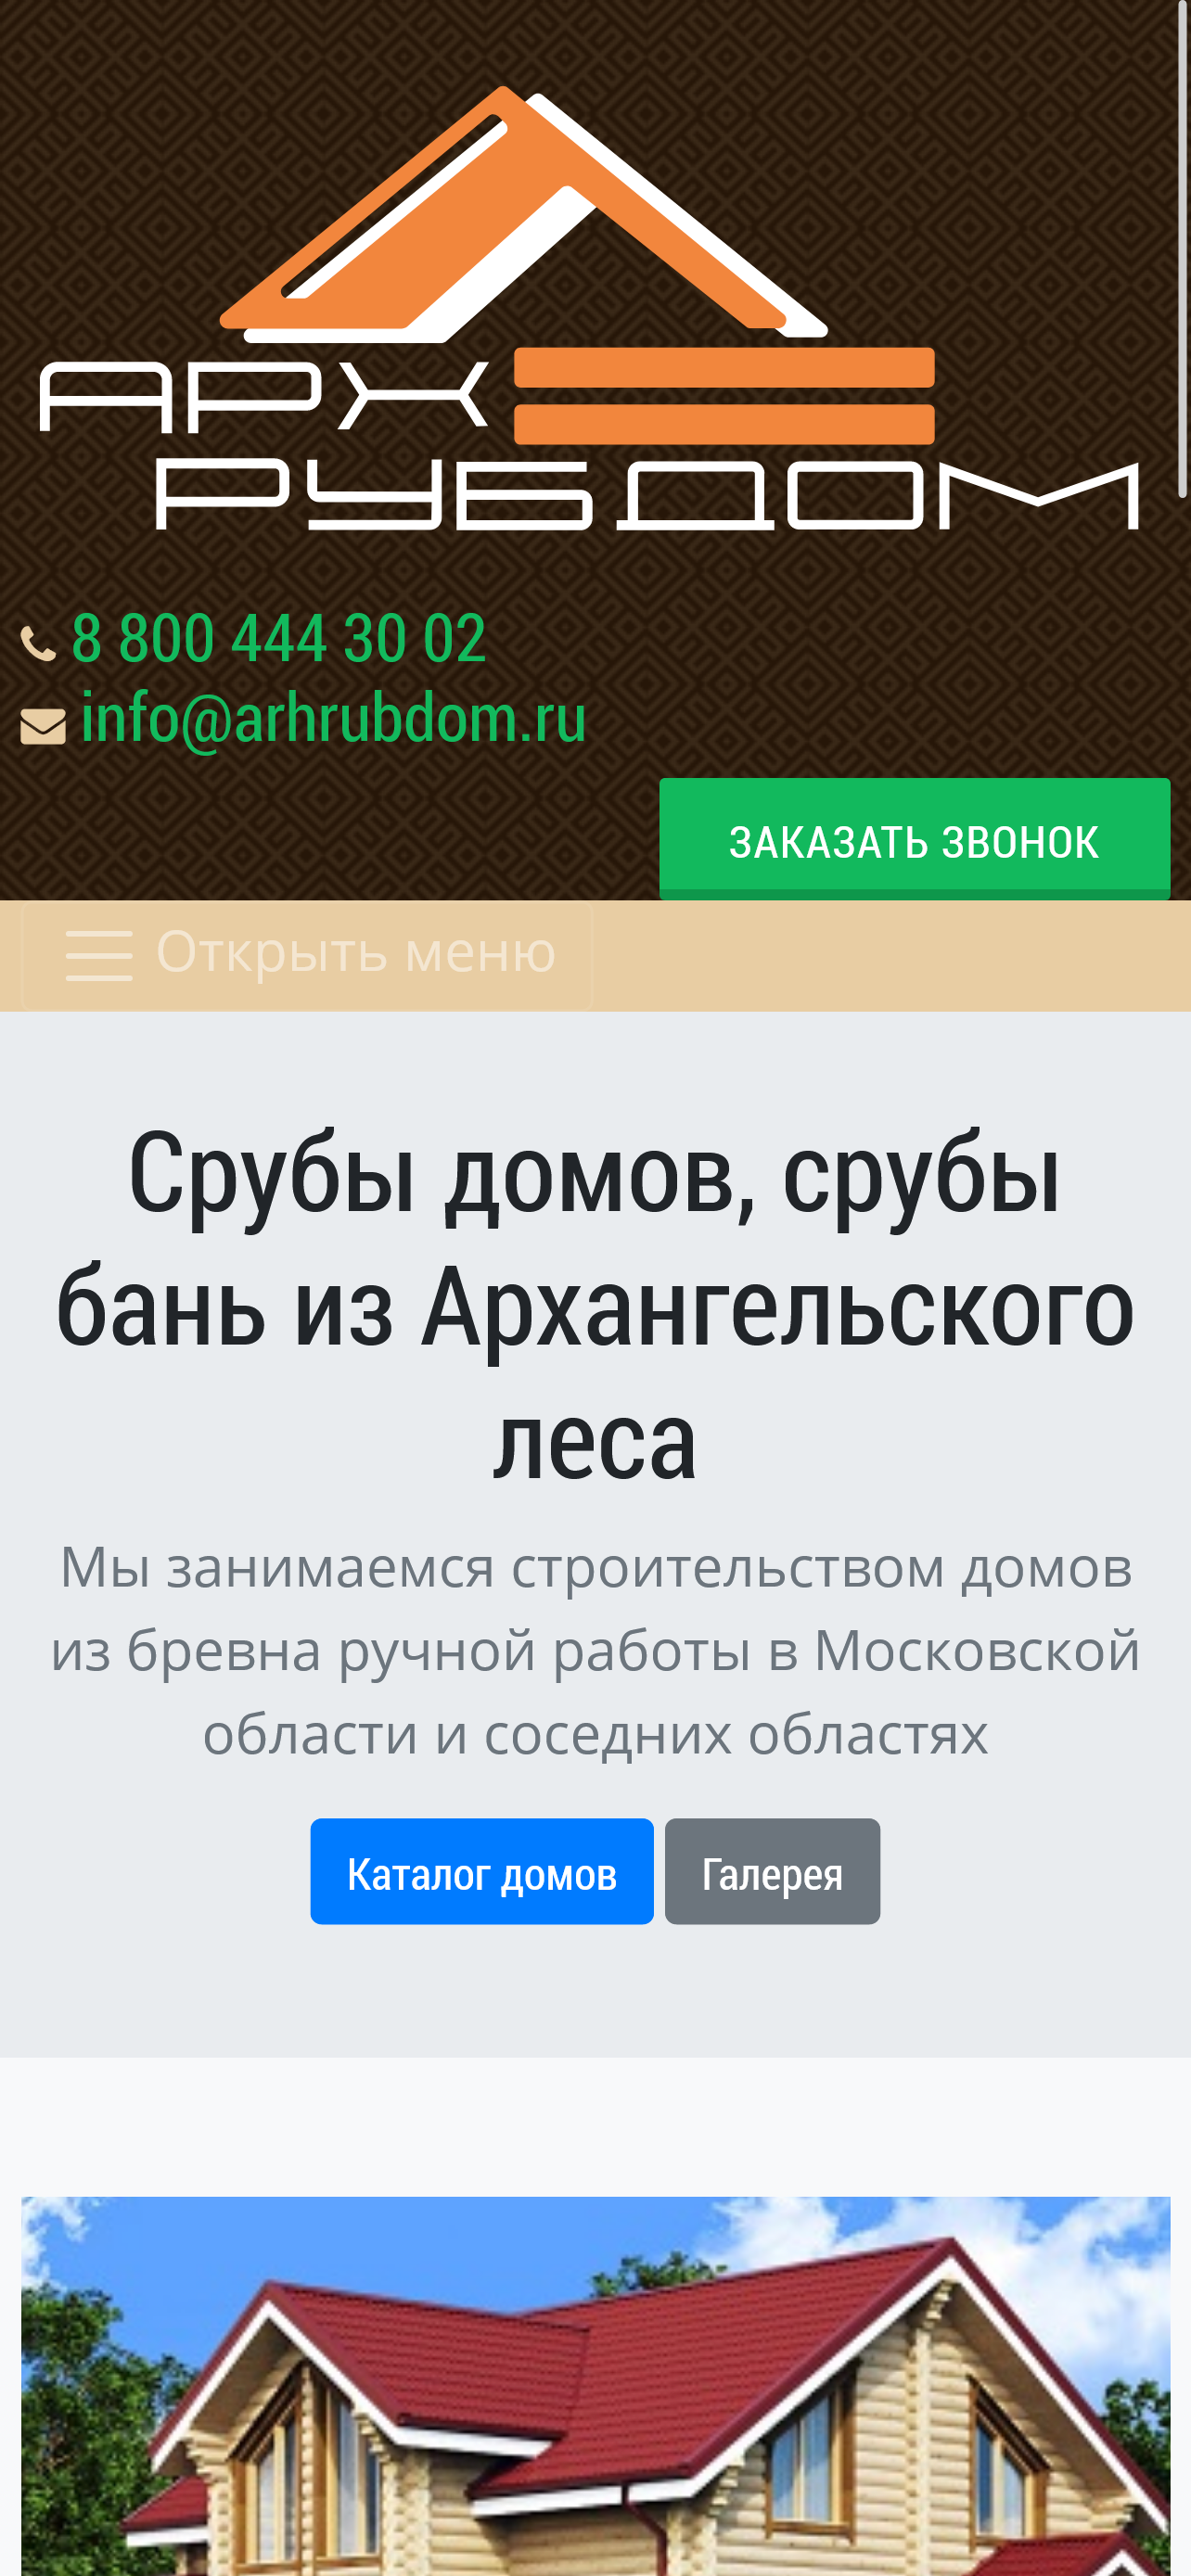 АРХ
РУБДОМ
8 800 444 30 02
info@arhrubdom.ru
ЗАКАЗАТЬ ЗВОНОК
Открыть меню
Срубы домов, срубы
бань из Архангельского
леса
Мы занимаемся строительством домов
из бревна ручной работы в Московской
области и соседних областях
Каталог домов Галерея